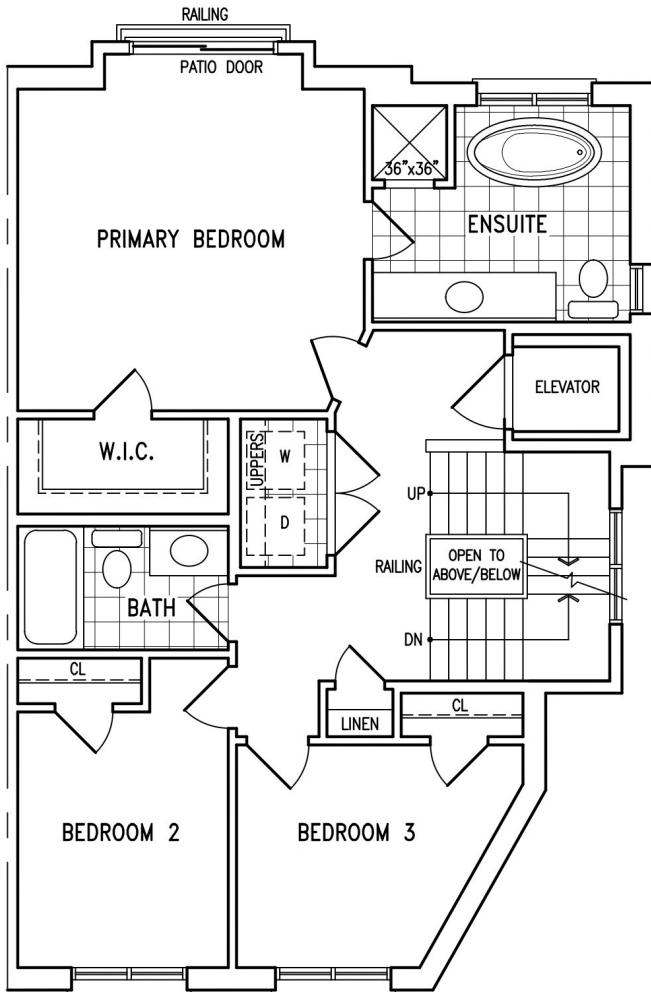 RAILING
PATIO DOOR
36"x36"
PRIMARY BEDROOM
ENSUITE
ELEVATOR
W.I.C.
UPPERS
W
D
UP
RAILING
OPEN TO
ABOVE/BELOW
BATH
DN
CL
LINEN
CL
BEDROOM 2
BEDROOM 3